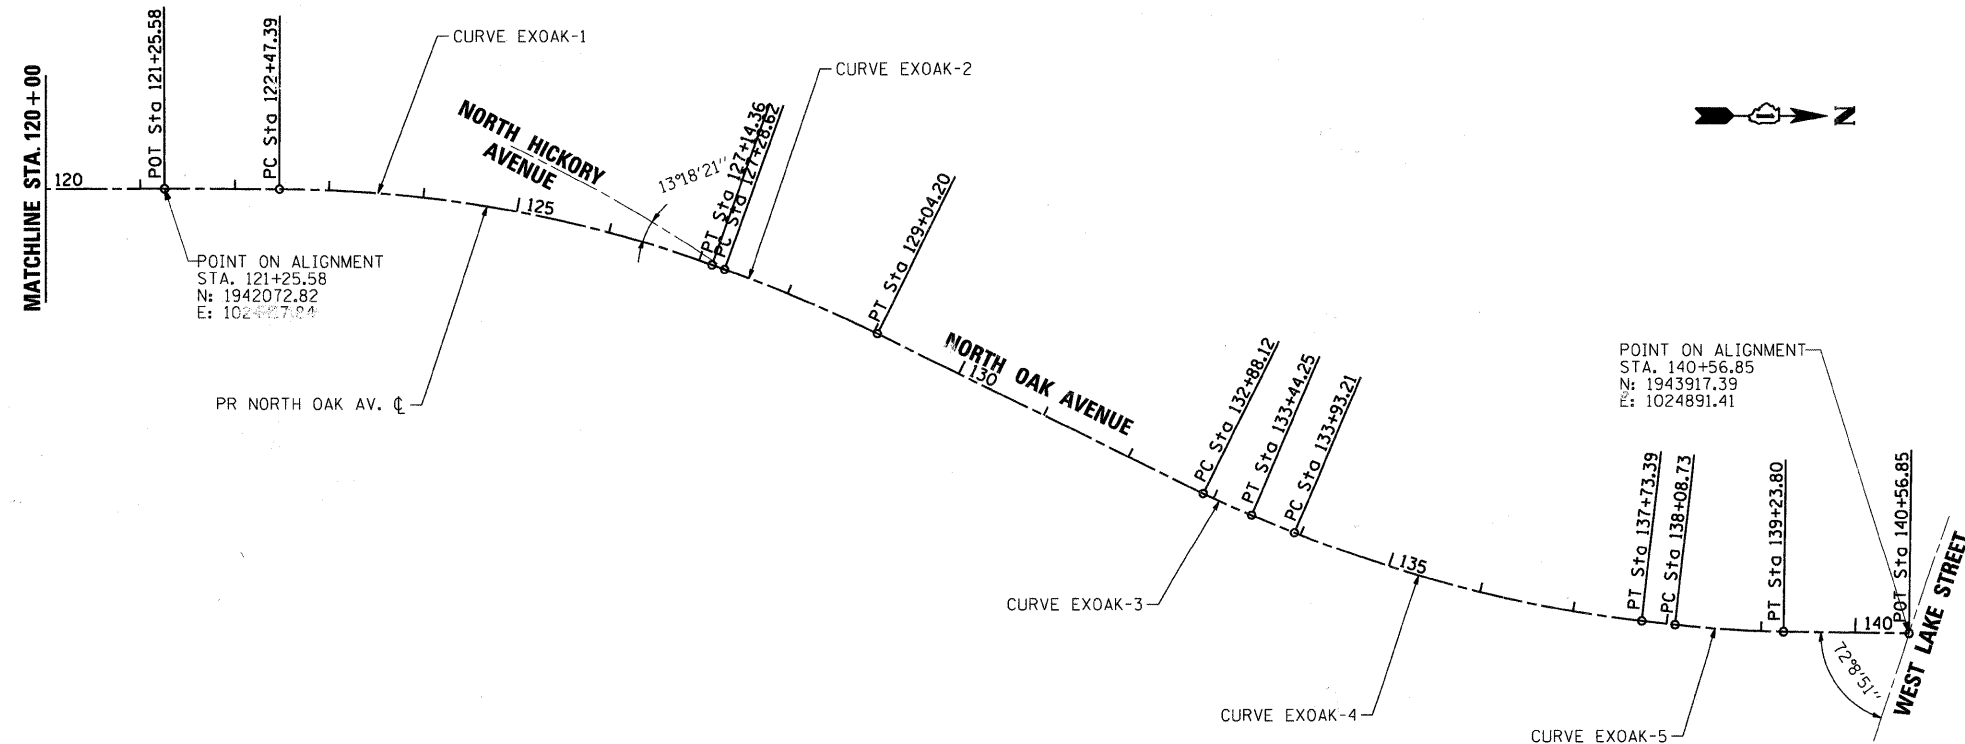 MATCHLINE STA. 120+00
120
POT Sta 121+25.58
PC Sta 122+47.39
CURVE EXOAK-1
POINT ON ALIGNMENT
STA. 121+25.58
N: 1942072.82
E:
PR NORTH OAK AV. ℄
125
NORTH HICKORY
AVENUE
13°18'21"
PT Sta 127+14.36
PC Sta 127+28.62
CURVE EXOAK-2
PT Sta 129+04.20
NORTH OAK AVENUE
130
PC Sta 132+88.12
PT Sta 133+44.25
PC Sta 133+93.21
CURVE EXOAK-3
135
CURVE EXOAK-4
N
POINT ON ALIGNMENT
STA. 140+56.85
N: 1943917.39
E: 1024891.41
PT Sta 137+73.39
PC Sta 138+08.73
PT Sta 139+23.80
POT Sta 140+56.85
140
72°8'51"
WEST LAKE STREET
CURVE EXOAK-5